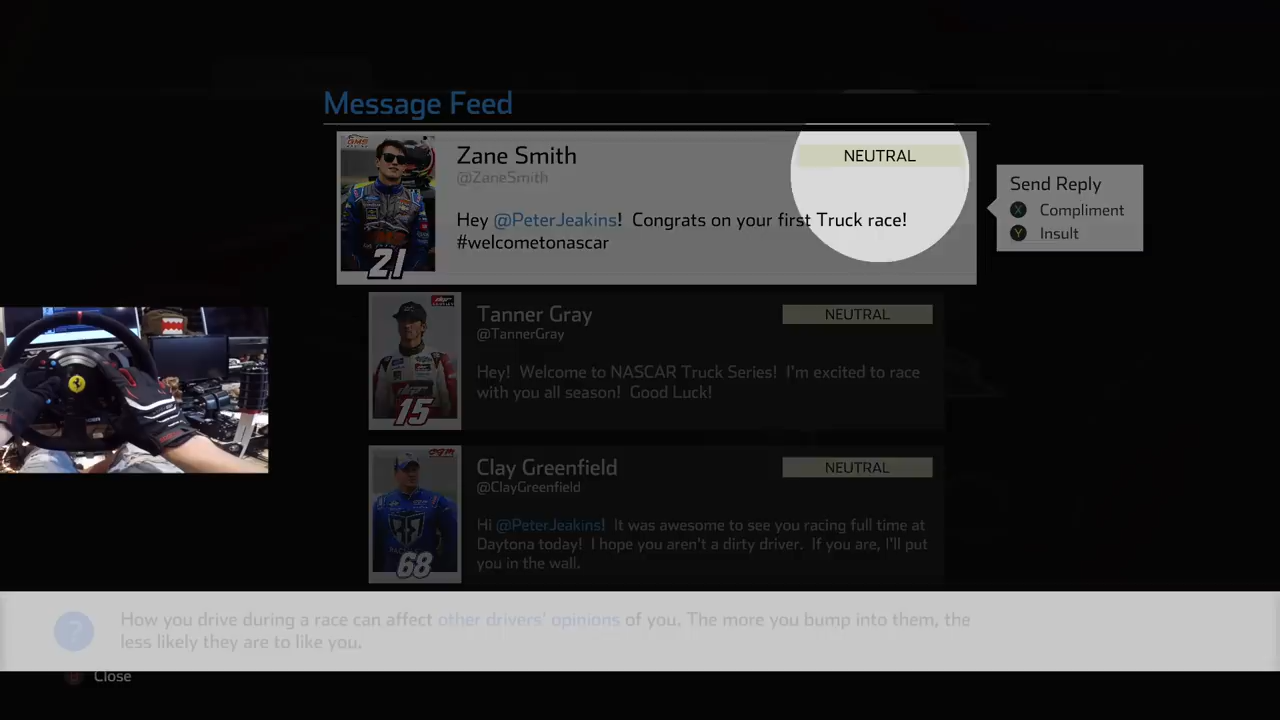 Message Feed
Zane Smith
NEUTRAL
@ZaneSmith
Hey @PeterJeakins! Congrats on your first Truck race!
#welcometonascar
21
Send Reply
X Compliment
Y Insult
Tanner Gray
NEUTRAL
@TannerGray
Hey! Welcome to NASCAR Truck Series! I'm excited to race
with you all season! Good Luck!
15
Clay Greenfield
NEUTRAL
@ClayGreenfield
Hi @PeterJeakins! It was awesome to see you racing full time at
Daytona today! I hope you aren't a dirty driver. If you are, I'll put
you in the wall.
68
? How you drive during a race can affect other drivers' opinions of you. The more you bump into them, the
less likely they are to like you.
Close